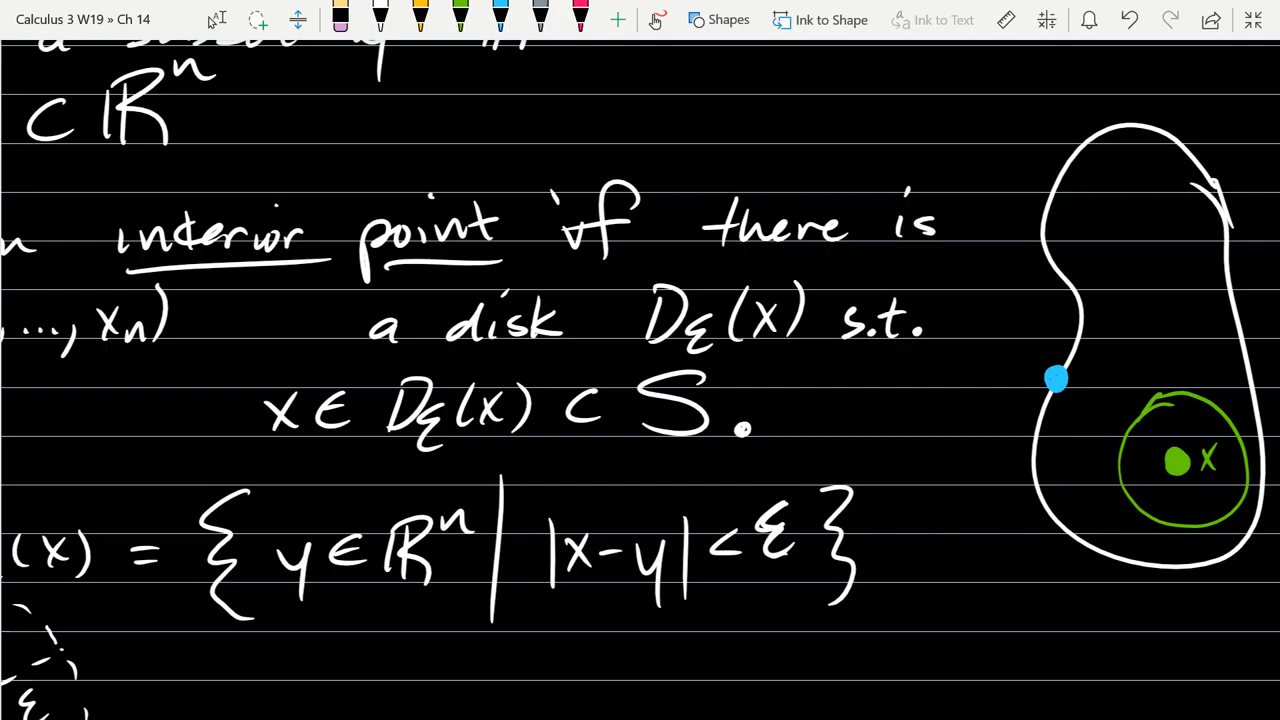 Calculus 3 W19 » Ch 14
Shapes
Ink to Shape
Ink to Text
⊂ ℝⁿ
interior point if there is
, ..., xₙ) a disk D_ε(x) s.t.
x ∈ D_ε(x) ⊂ S.
(x) = { y ∈ ℝⁿ | |x-y| < ε }
x
ε